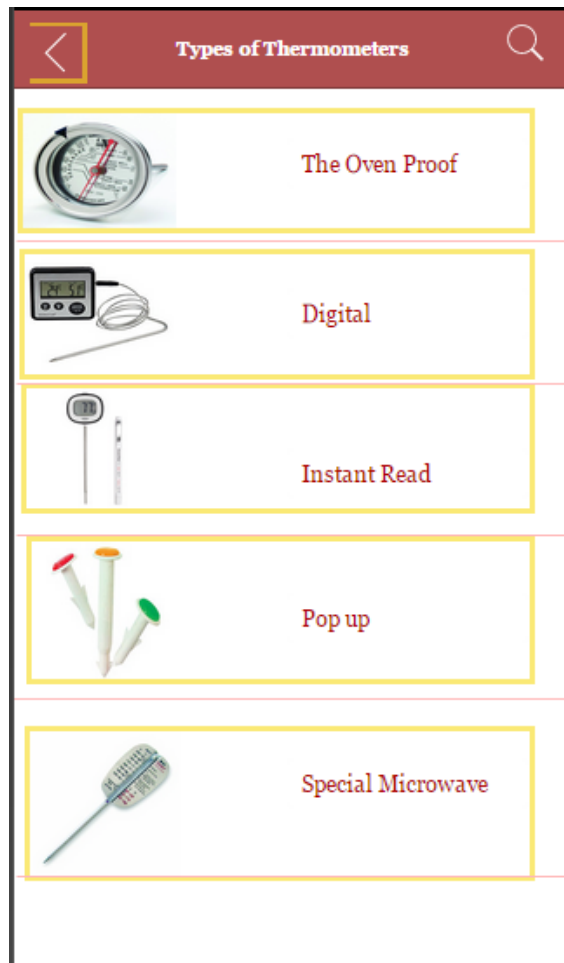 Types of Thermometers
The Oven Proof
Digital
Instant Read
Pop up
Special Microwave